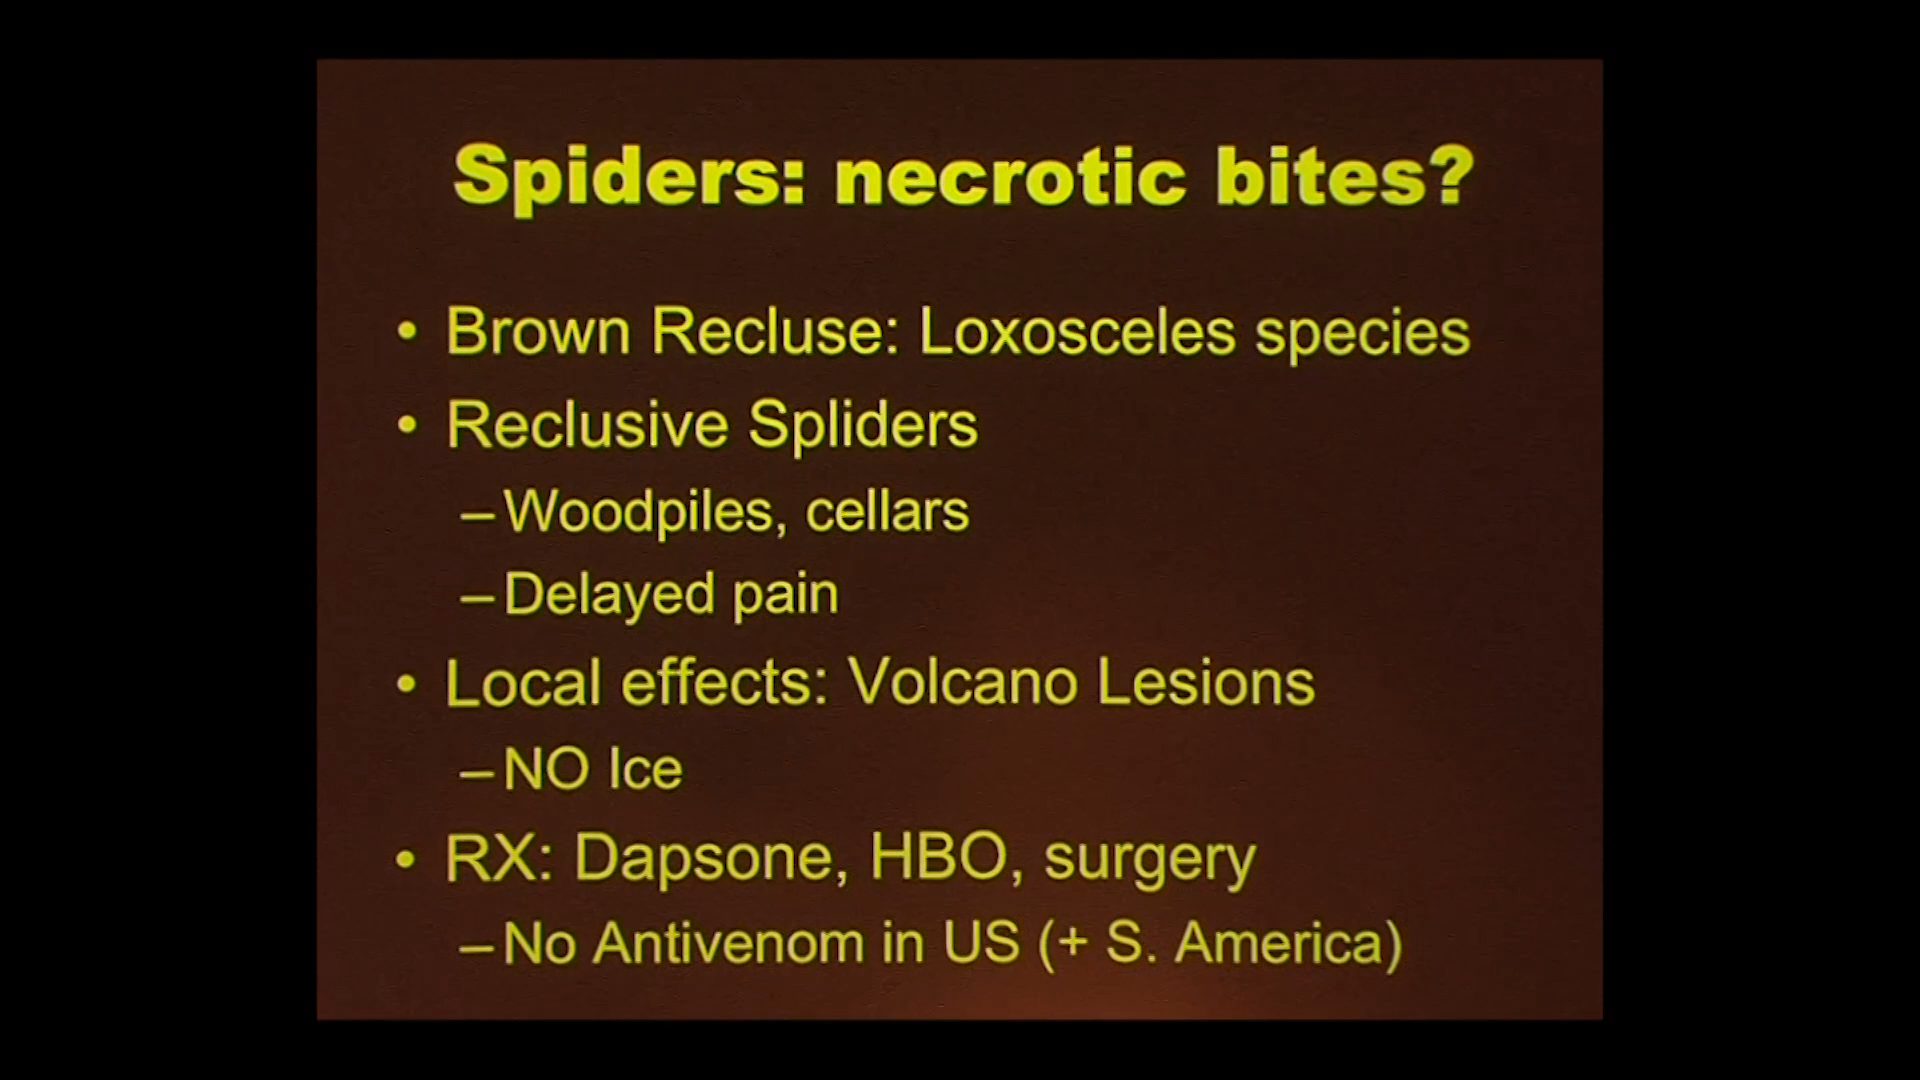 Spiders: necrotic bites?
• Brown Recluse: Loxosceles species
• Reclusive Spliders
– Woodpiles, cellars
– Delayed pain
• Local effects: Volcano Lesions
– NO Ice
• RX: Dapsone, HBO, surgery
– No Antivenom in US (+ S. America)